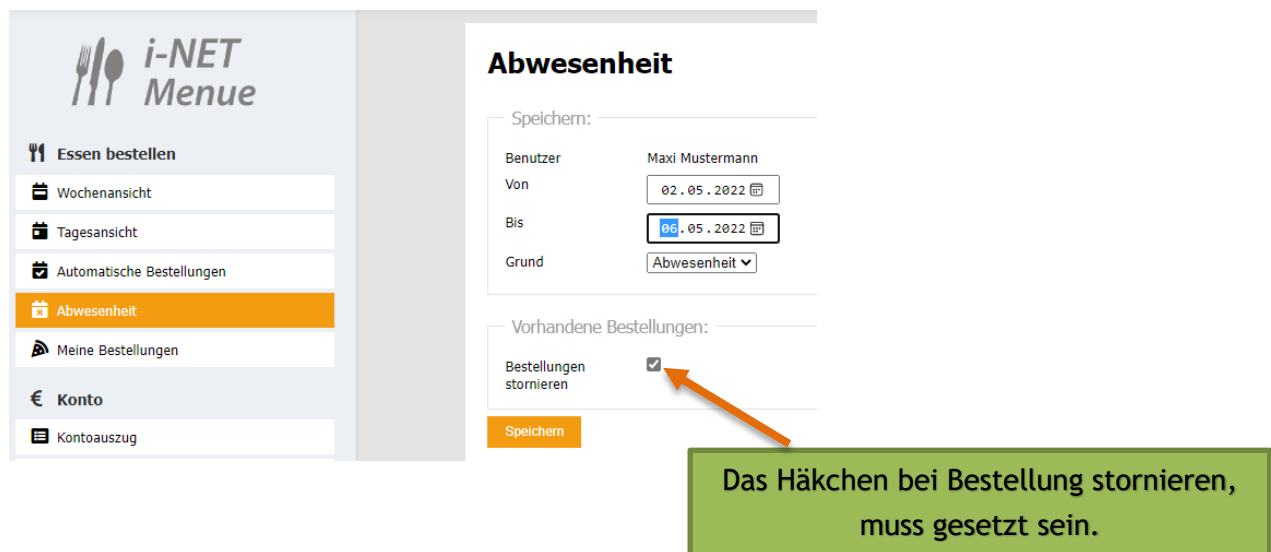 i-NET
Menue
Essen bestellen
Wochenansicht
Tagesansicht
Automatische Bestellungen
Abwesenheit
Meine Bestellungen
€ Konto
Kontoauszug
Abwesenheit
Speichern:
Benutzer Maxi Mustermann
Von 02.05.2022
Bis 06.05.2022
Grund Abwesenheit
Vorhandene Bestellungen:
Bestellungen
stornieren
Speichern
Das Häkchen bei Bestellung stornieren,
muss gesetzt sein.